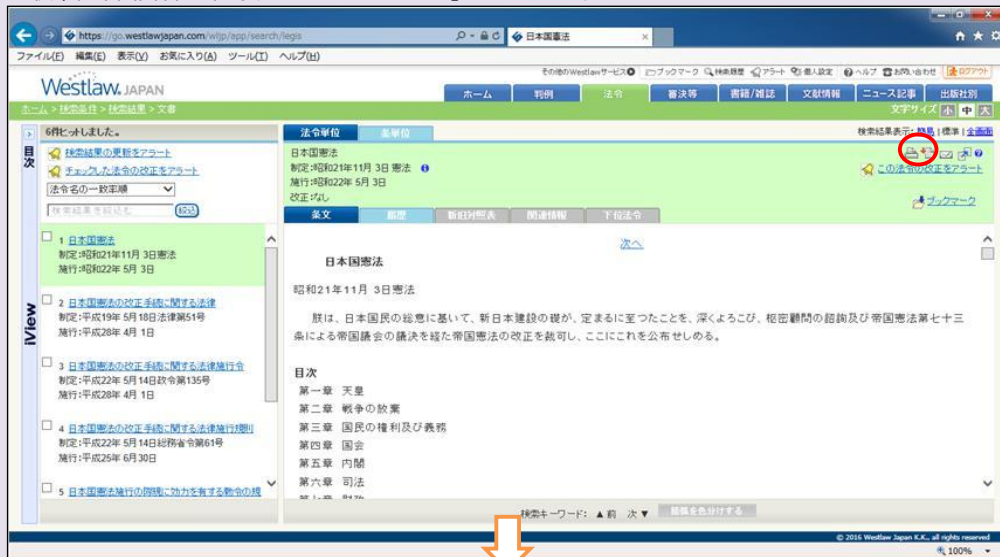 https://go.westlawjapan.com/wljp/app/search/legis
日本国憲法
ファイル(F) 編集(E) 表示(V) お気に入り(A) ツール(T) ヘルプ(H)
その他のWestlawサービス ブックマーク 検索履歴 アラート 個人設定 ヘルプ お問い合わせ ログアウト
Westlaw JAPAN
ホーム 判例 法令 審決等 書籍/雑誌 文献情報 ニュース記事 出版社別
ホーム > 検索条件 > 検索結果 > 文書
文字サイズ 小 中 大
6件ヒットしました。
法令単位 条単位
検索結果表示: 簡易 | 標準 | 全画面
目次
検索結果の更新をアラート
チェックした法令の改正をアラート
法令名の一致率順
検索結果を絞込む 絞込
日本国憲法
制定:昭和21年11月 3日 憲法
施行:昭和22年 5月 3日
改正:なし
この法令の改正をアラート
ブックマーク
条文 履歴 新旧対照表 関連情報 下位法令
iView
1 日本国憲法
制定:昭和21年11月 3日憲法
施行:昭和22年 5月 3日
2 日本国憲法の改正手続に関する法律
制定:平成19年 5月18日法律第51号
施行:平成28年 4月 1日
3 日本国憲法の改正手続に関する法律施行令
制定:平成22年 5月14日政令第135号
施行:平成28年 4月 1日
4 日本国憲法の改正手続に関する法律施行規則
制定:平成22年 5月14日総務省令第61号
施行:平成25年 6月30日
5 日本国憲法施行の際現に効力を有する勅令の規
次へ
日本国憲法
昭和21年11月 3日憲法
朕は、日本国民の総意に基いて、新日本建設の礎が、定まるに至つたことを、深くよろこび、枢密顧問の諮詢及び帝国憲法第七十三
条による帝国議会の議決を経た帝国憲法の改正を裁可し、ここにこれを公布せしめる。
目次
第一章 天皇
第二章 戦争の放棄
第三章 国民の権利及び義務
第四章 国会
第五章 内閣
第六章 司法
検索キーワード: ▲前 次▼ 語彙を色分けする
© 2016 Westlaw Japan K.K., all rights reserved
100%